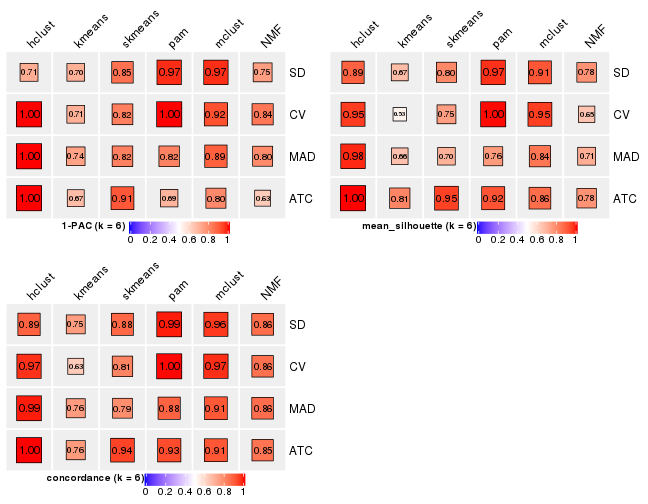 hclust kmeans skmeans pam mclust NMF
0.71 0.70 0.85 0.97 0.97 0.75 SD
1.00 0.71 0.82 1.00 0.92 0.84 CV
1.00 0.74 0.82 0.82 0.89 0.80 MAD
1.00 0.67 0.91 0.69 0.80 0.63 ATC
1-PAC (k = 6)
0 0.2 0.4 0.6 0.8 1
hclust kmeans skmeans pam mclust NMF
0.89 0.67 0.80 0.97 0.91 0.78 SD
0.95 0.53 0.75 1.00 0.95 0.65 CV
0.98 0.66 0.70 0.76 0.84 0.71 MAD
1.00 0.81 0.95 0.92 0.86 0.78 ATC
mean_silhouette (k = 6)
0 0.2 0.4 0.6 0.8 1
hclust kmeans skmeans pam mclust NMF
0.89 0.75 0.88 0.99 0.96 0.86 SD
0.97 0.63 0.81 1.00 0.97 0.86 CV
0.99 0.76 0.79 0.88 0.91 0.86 MAD
1.00 0.76 0.94 0.93 0.91 0.85 ATC
concordance (k = 6)
0 0.2 0.4 0.6 0.8 1